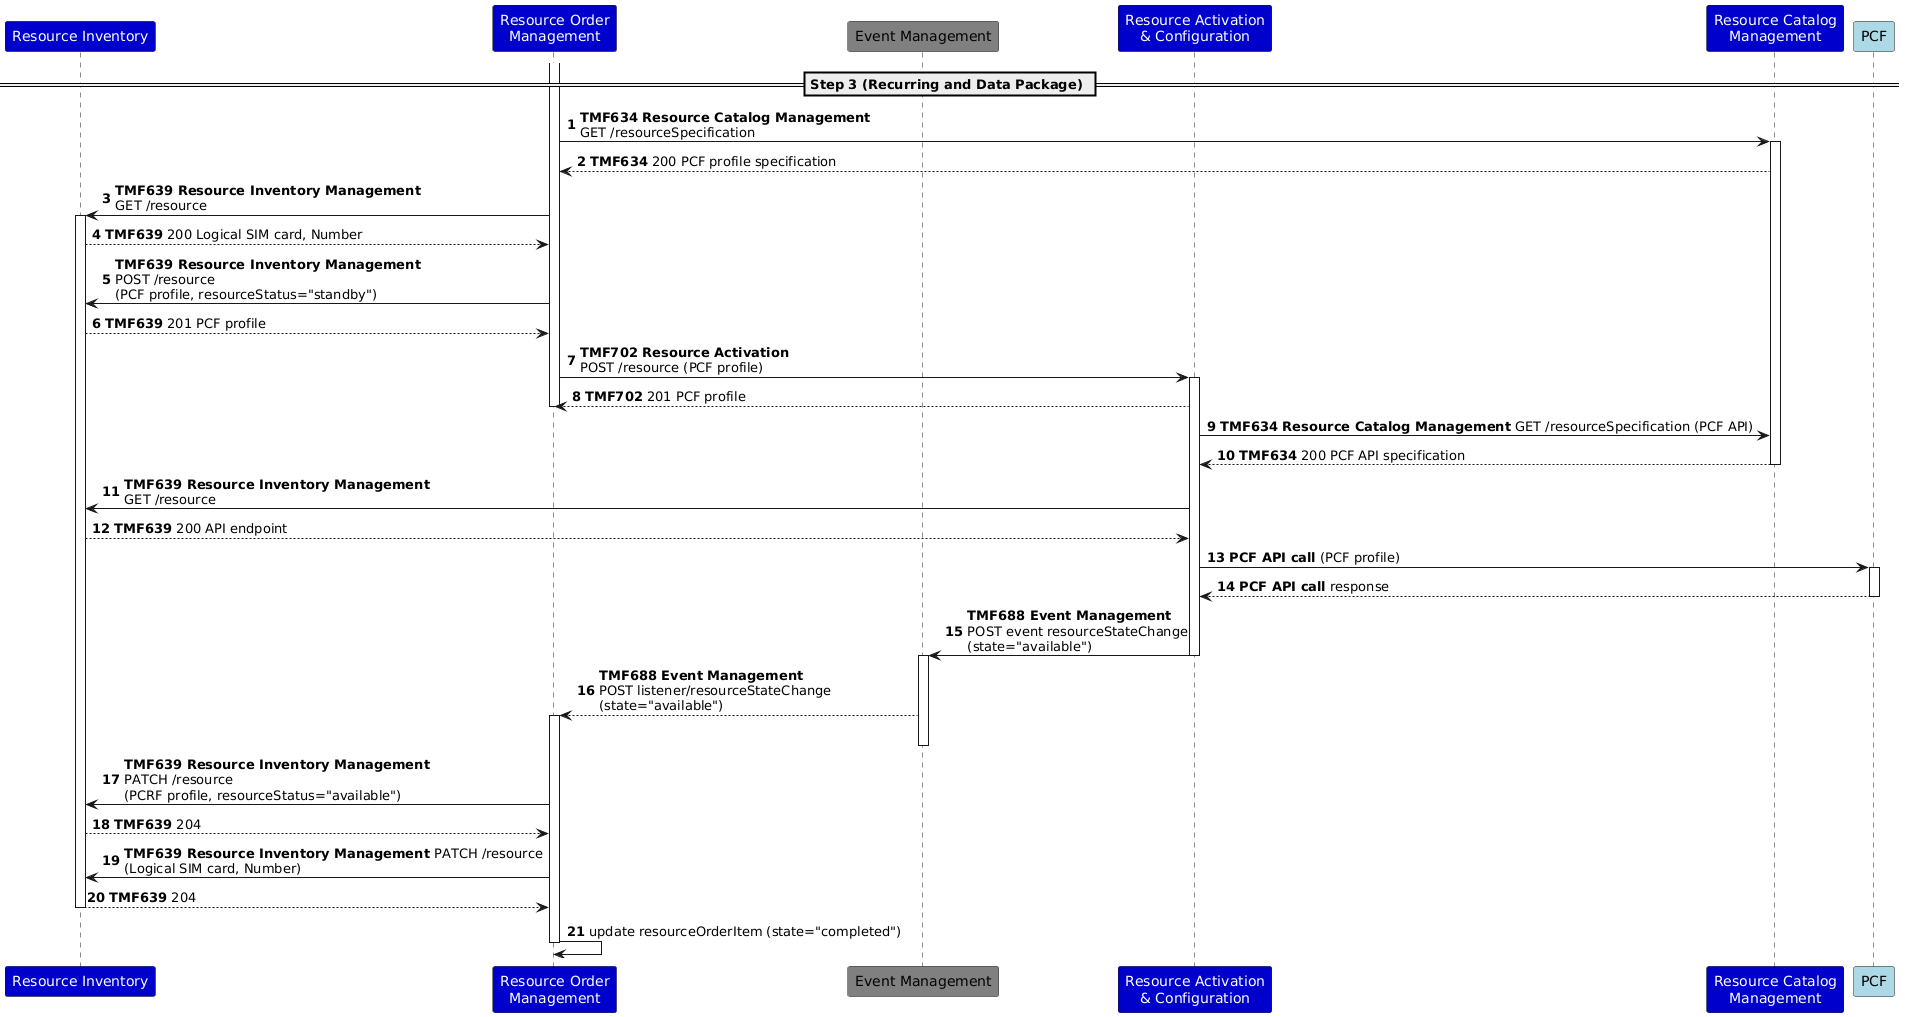 Resource Inventory
Resource Order
Management
Event Management
Resource Activation
& Configuration
Resource Catalog
Management
PCF
Step 3 (Recurring and Data Package)
1 TMF634 Resource Catalog Management
GET /resourceSpecification
2 TMF634 200 PCF profile specification
3 TMF639 Resource Inventory Management
GET /resource
4 TMF639 200 Logical SIM card, Number
5 TMF639 Resource Inventory Management
POST /resource
(PCF profile, resourceStatus="standby")
6 TMF639 201 PCF profile
7 TMF702 Resource Activation
POST /resource (PCF profile)
8 TMF702 201 PCF profile
9 TMF634 Resource Catalog Management GET /resourceSpecification (PCF API)
10 TMF634 200 PCF API specification
11 TMF639 Resource Inventory Management
GET /resource
12 TMF639 200 API endpoint
13 PCF API call (PCF profile)
14 PCF API call response
15 TMF688 Event Management
POST event resourceStateChange
(state="available")
16 TMF688 Event Management
POST listener/resourceStateChange
(state="available")
17 TMF639 Resource Inventory Management
PATCH /resource
(PCRF profile, resourceStatus="available")
18 TMF639 204
19 TMF639 Resource Inventory Management PATCH /resource
(Logical SIM card, Number)
20 TMF639 204
21 update resourceOrderItem (state="completed")
Resource Inventory
Resource Order
Management
Event Management
Resource Activation
& Configuration
Resource Catalog
Management
PCF